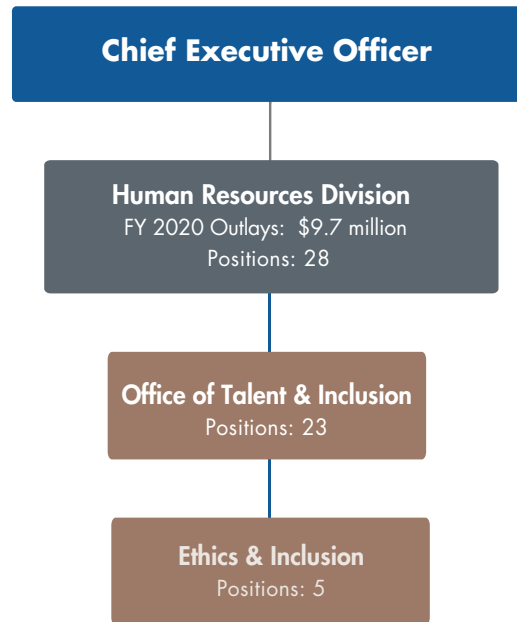 Chief Executive Officer
Human Resources Division
FY 2020 Outlays: $9.7 million
Positions: 28
Office of Talent & Inclusion
Positions: 23
Ethics & Inclusion
Positions: 5